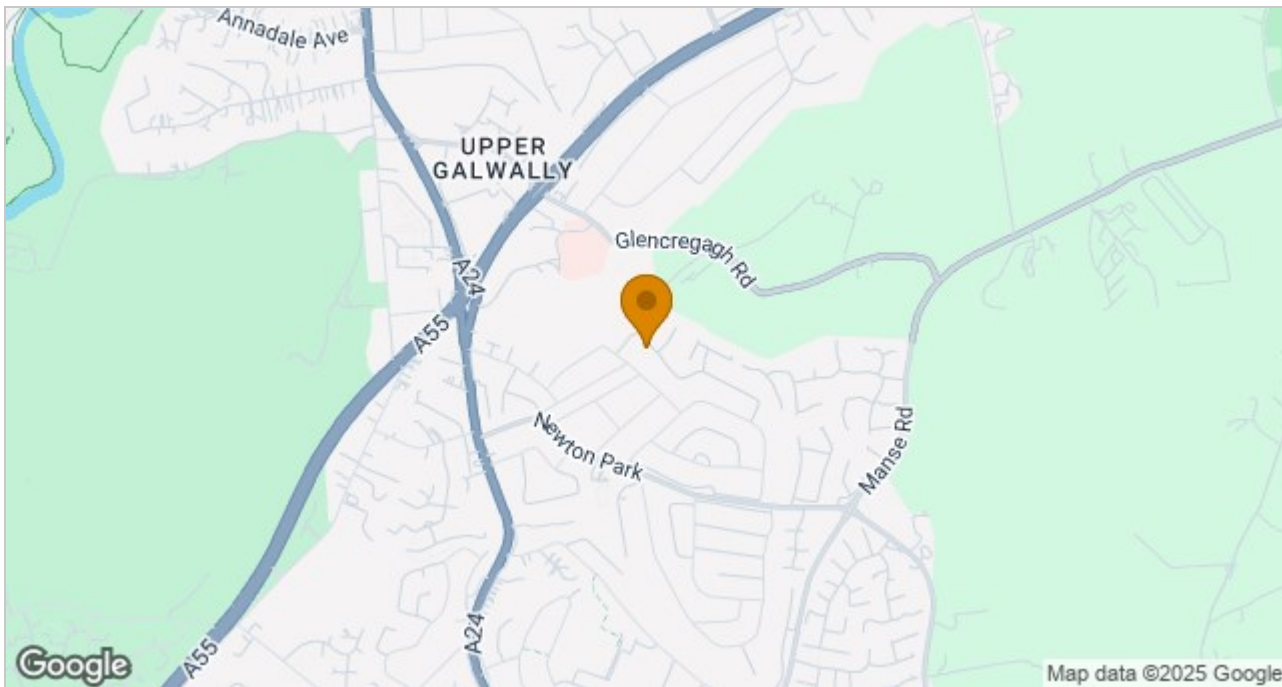 Annadale Ave
UPPER
GALWALLY
Glencregagh Rd
A24
A55
Newton Park
Manse Rd
A24
A55
Google
Map data ©2025 Google